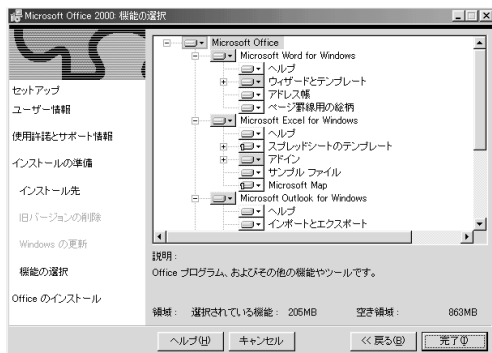 Microsoft Office 2000: 機能の選択
セットアップ
ユーザー情報
使用許諾とサポート情報
インストールの準備
インストール先
旧バージョンの削除
Windows の更新
機能の選択
Office のインストール
Microsoft Office
Microsoft Word for Windows
ヘルプ
ウィザードとテンプレート
アドレス帳
ページ罫線用の絵柄
Microsoft Excel for Windows
ヘルプ
スプレッドシートのテンプレート
アドイン
サンプル ファイル
Microsoft Map
Microsoft Outlook for Windows
ヘルプ
インポートとエクスポート
説明:
Office プログラム、およびその他の機能やツールです。
領域: 選択されている機能: 205MB 空き領域: 863MB
ヘルプ(H) キャンセル << 戻る(B) 完了(I)